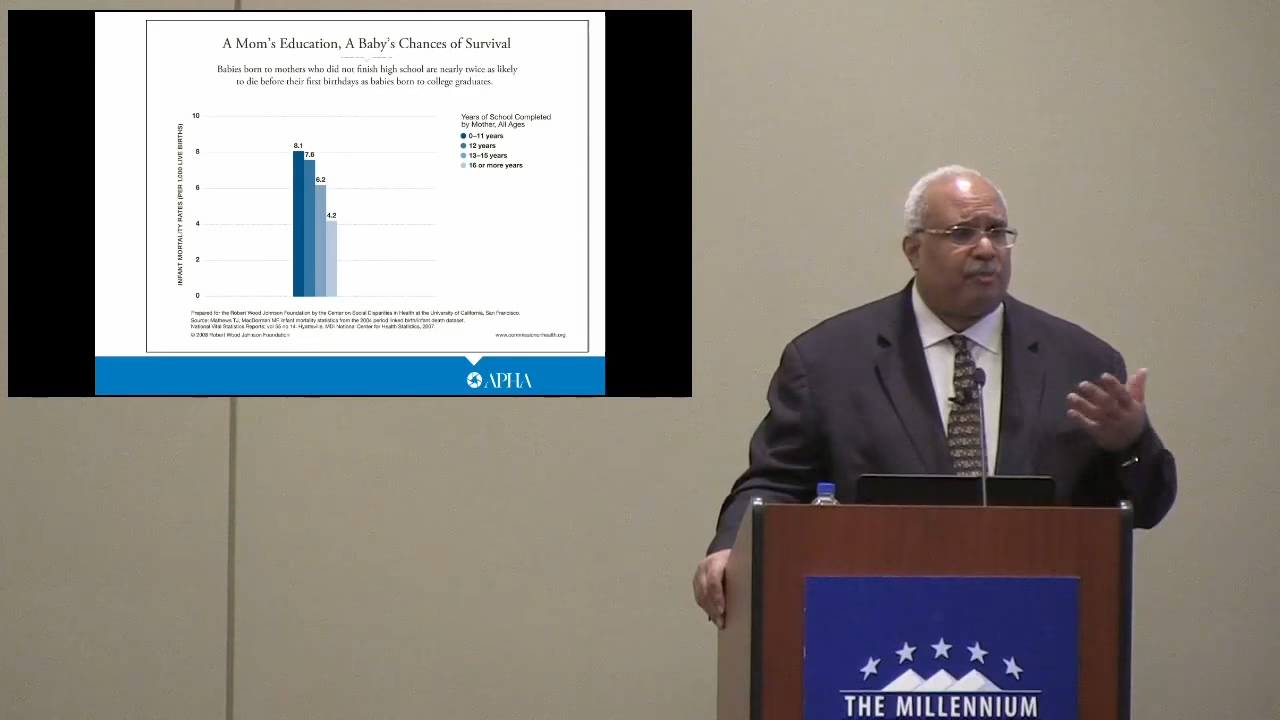 A Mom's Education, A Baby's Chances of Survival
Babies born to mothers who did not finish high school are nearly twice as likely
to die before their first birthdays as babies born to college graduates.
INFANT MORTALITY RATES (PER 1,000 LIVE BIRTHS)
10
8
6
4
2
0
8.1
7.6
6.2
4.2
Years of School Completed
by Mother, All Ages
0–11 years
12 years
13–15 years
16 or more years
Prepared for the Robert Wood Johnson Foundation by the Center on Social Disparities in Health at the University of California, San Francisco.
Source: Mathews TJ, MacDorman MF. Infant mortality statistics from the 2004 period linked birth/infant death dataset.
National Vital Statistics Reports; vol 55 no 14. Hyattsville, MD: National Center for Health Statistics, 2007.
© 2008 Robert Wood Johnson Foundation
www.commissiononhealth.org
APHA
THE MILLENNIUM